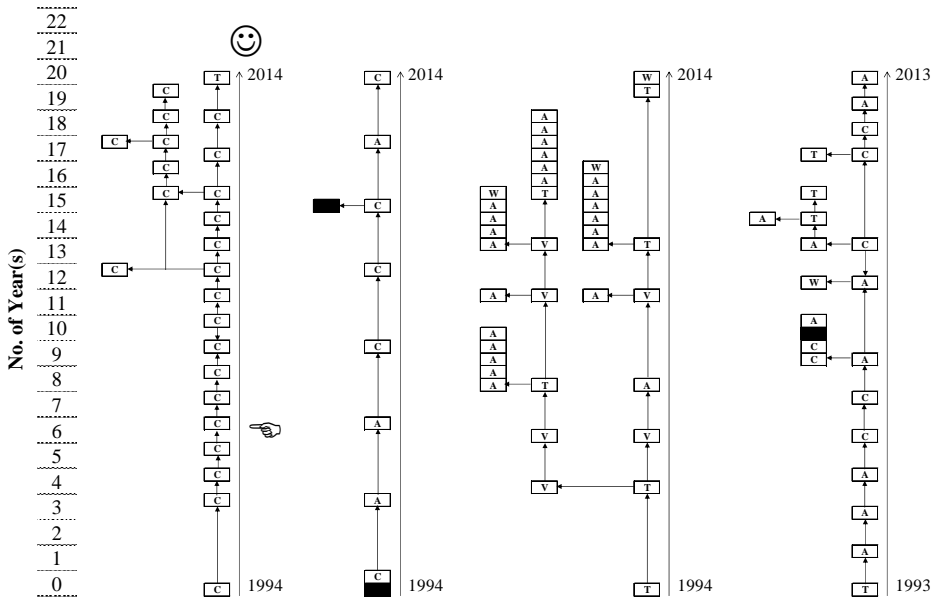 No. of Year(s)
22
21
20
19
18
17
16
15
14
13
12
11
10
9
8
7
6
5
4
3
2
1
0
T 2014
C
C C
C C
C
C
C C
C
C
C C
C
C
C
C
C
C
C
C
C
C 1994
C 2014
A
C
C
C
A
A
C
1994
W 2014
T
A
A
A
A
A W
A A
W T A
A A
A A
A A
A V A T
A V A V
A
A
A
A
A T A
V V
V T
T 1994
A 2013
A
C
T C
T
A T
A C
W A
A
C
C A
C
C
A
A
A
T 1993